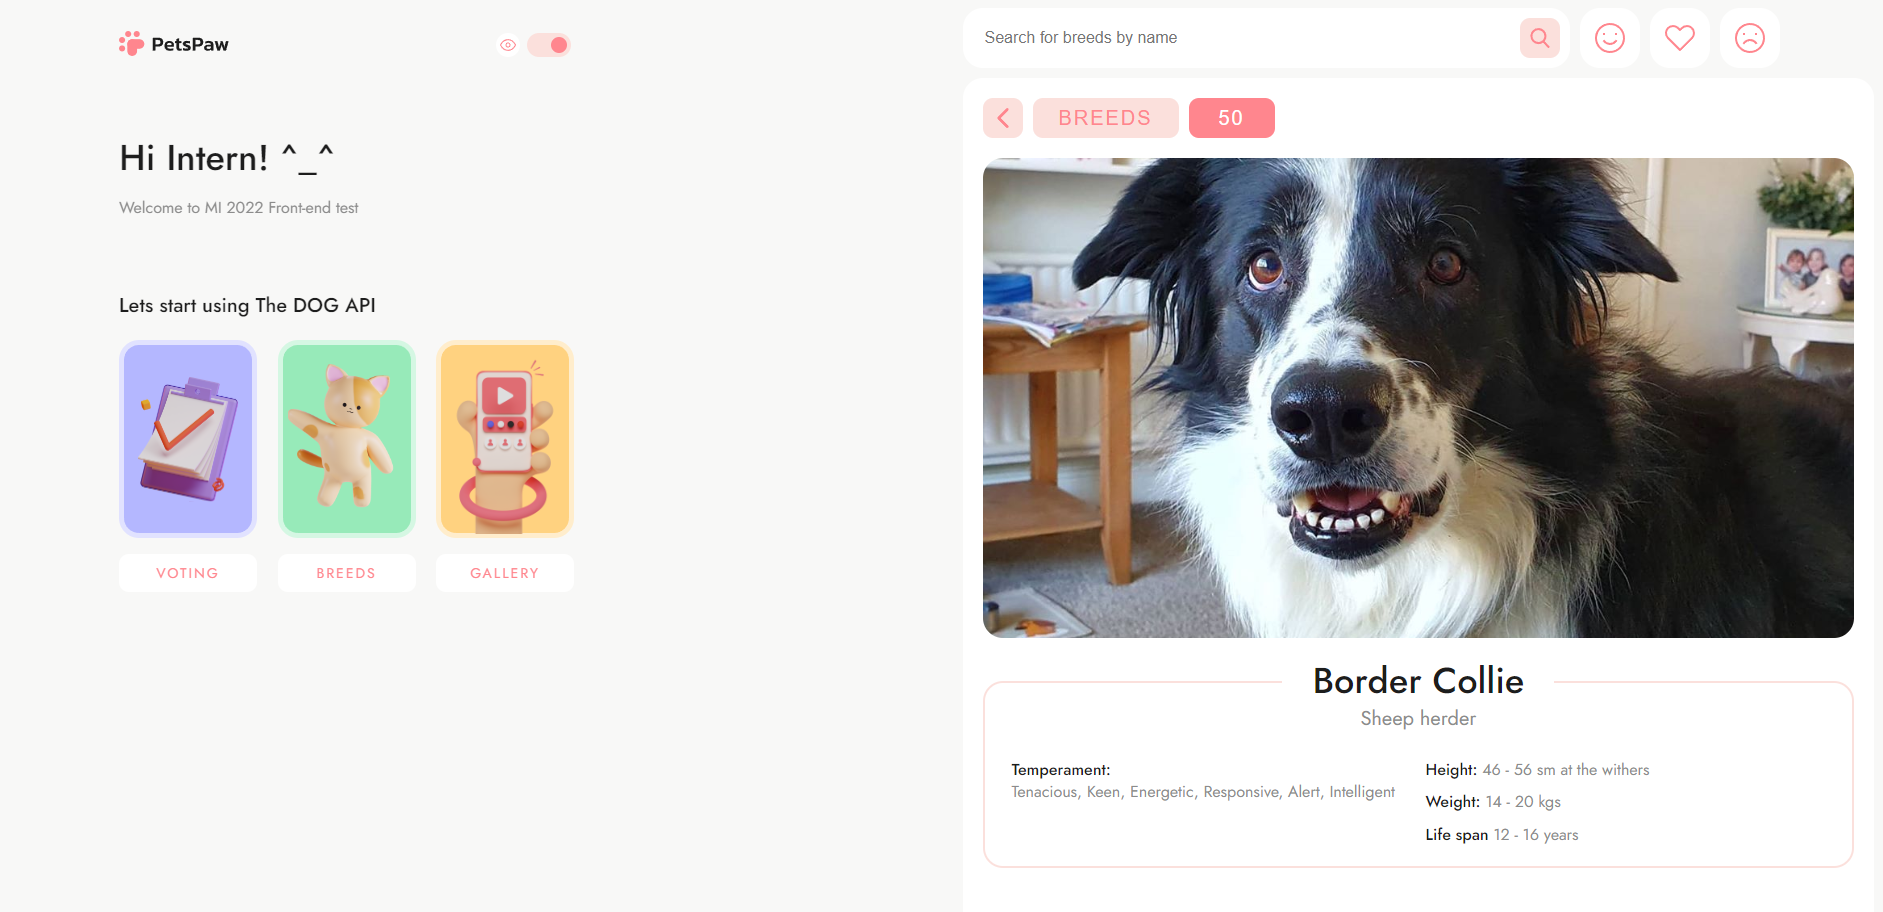 PetsPaw
Hi Intern! ^_^
Welcome to MI 2022 Front-end test
Lets start using The DOG API
VOTING
BREEDS
GALLERY
Search for breeds by name
BREEDS
50
Border Collie
Sheep herder
Temperament:
Tenacious, Keen, Energetic, Responsive, Alert, Intelligent
Height: 46 - 56 sm at the withers
Weight: 14 - 20 kgs
Life span 12 - 16 years